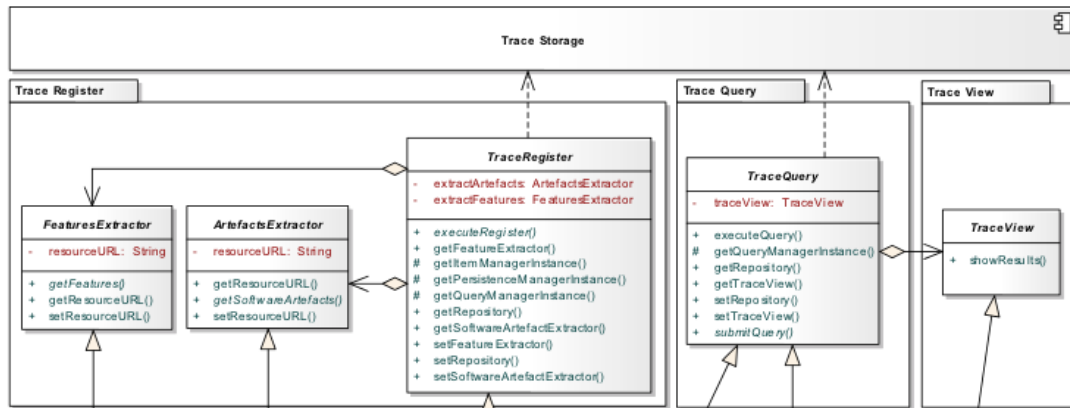 Trace Storage
Trace Register
TraceRegister
- extractArtefacts: ArtefactsExtractor
- extractFeatures: FeaturesExtractor
+ executeRegister()
+ getFeatureExtractor()
# getItemManagerInstance()
# getPersistenceManagerInstance()
# getQueryManagerInstance()
+ getRepository()
+ getSoftwareArtefactExtractor()
+ setFeatureExtractor()
+ setRepository()
+ setSoftwareArtefactExtractor()
FeaturesExtractor
- resourceURL: String
+ getFeatures()
+ getResourceURL()
+ setResourceURL()
ArtefactsExtractor
- resourceURL: String
+ getResourceURL()
+ getSoftwareArtefacts()
+ setResourceURL()
Trace Query
TraceQuery
- traceView: TraceView
+ executeQuery()
# getQueryManagerInstance()
+ getRepository()
+ getTraceView()
+ setRepository()
+ setTraceView()
+ submitQuery()
Trace View
TraceView
+ showResults()